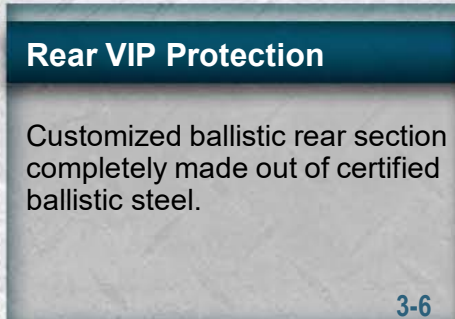 Rear VIP Protection
Customized ballistic rear section
completely made out of certified
ballistic steel.
3-6